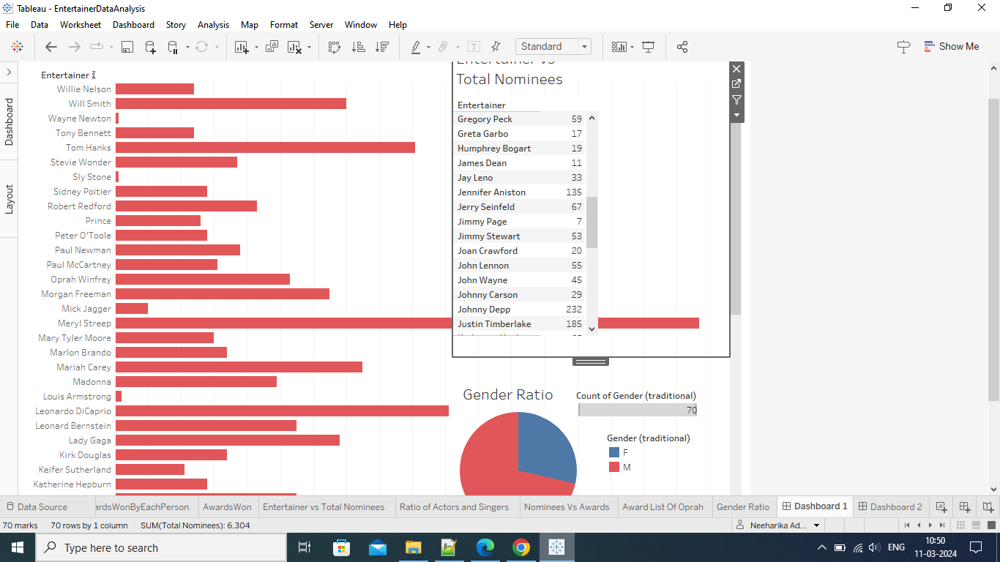 Tableau - EntertainerDataAnalysis
File Data Worksheet Dashboard Story Analysis Map Format Server Window Help
Standard
Show Me
Dashboard
Layout
Entertainer
Willie Nelson
Will Smith
Wayne Newton
Tony Bennett
Tom Hanks
Stevie Wonder
Sly Stone
Sidney Poitier
Robert Redford
Prince
Peter O'Toole
Paul Newman
Paul McCartney
Oprah Winfrey
Morgan Freeman
Mick Jagger
Meryl Streep
Mary Tyler Moore
Marlon Brando
Mariah Carey
Madonna
Louis Armstrong
Leonardo DiCaprio
Leonard Bernstein
Lady Gaga
Kirk Douglas
Keifer Sutherland
Katherine Hepburn
Entertainer vs
Total Nominees
Entertainer
Gregory Peck 59
Greta Garbo 17
Humphrey Bogart 19
James Dean 11
Jay Leno 33
Jennifer Aniston 135
Jerry Seinfeld 67
Jimmy Page 7
Jimmy Stewart 53
Joan Crawford 20
John Lennon 55
John Wayne 45
Johnny Carson 29
Johnny Depp 232
Justin Timberlake 185
Gender Ratio
Count of Gender (traditional)
70
Gender (traditional)
F
M
Data Source ardsWonByEachPerson AwardsWon Entertainer vs Total Nominees Ratio of Actors and Singers Nominees Vs Awards Award List Of Oprah Gender Ratio Dashboard 1 Dashboard 2
70 marks 70 rows by 1 column SUM(Total Nominees): 6,304 Neeharika Ad...
Type here to search
ENG
10:50
11-03-2024